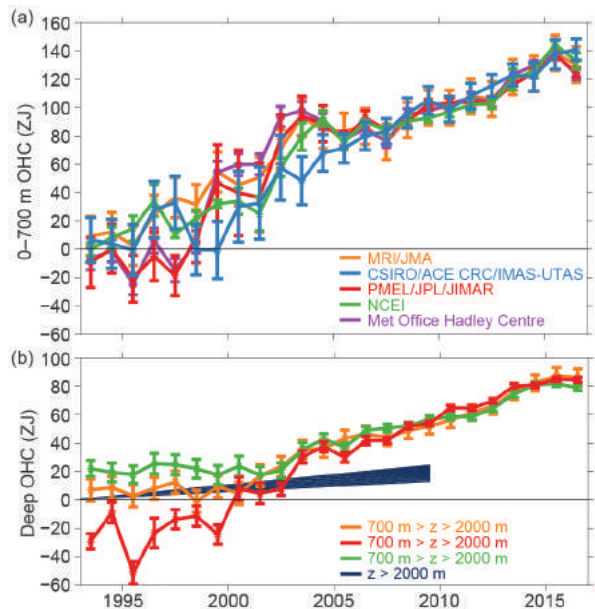 (a)
160
140
120
100
80
60
40
20
0
−20
−40
−60
0–700 m OHC (ZJ)
MRI/JMA
CSIRO/ACE CRC/IMAS-UTAS
PMEL/JPL/JIMAR
NCEI
Met Office Hadley Centre
(b)
100
80
60
40
20
0
−20
−40
−60
Deep OHC (ZJ)
700 m > z > 2000 m
700 m > z > 2000 m
700 m > z > 2000 m
z > 2000 m
1995 2000 2005 2010 2015